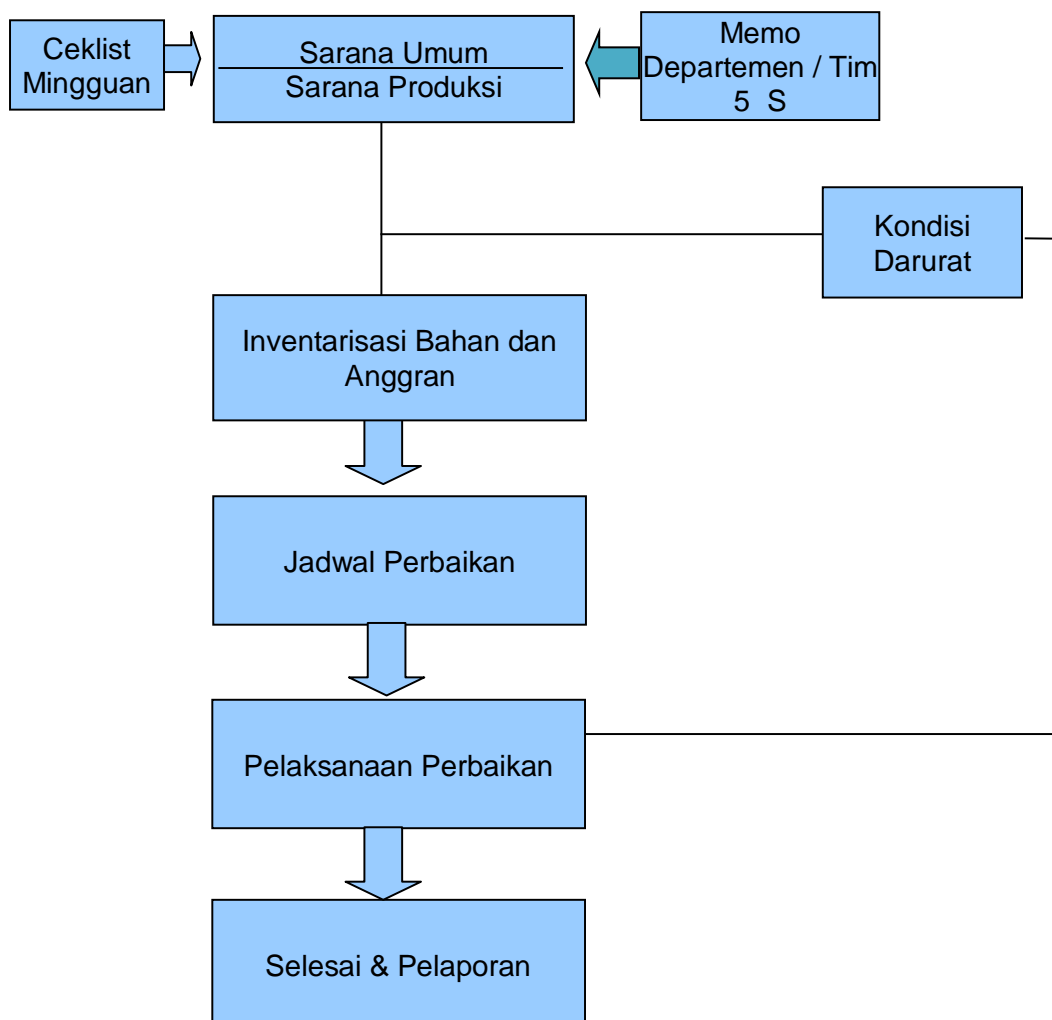 Ceklist
Mingguan
Sarana Umum
Sarana Produksi
Memo
Departemen / Tim
5 S
Kondisi
Darurat
Inventarisasi Bahan dan
Anggran
Jadwal Perbaikan
Pelaksanaan Perbaikan
Selesai & Pelaporan